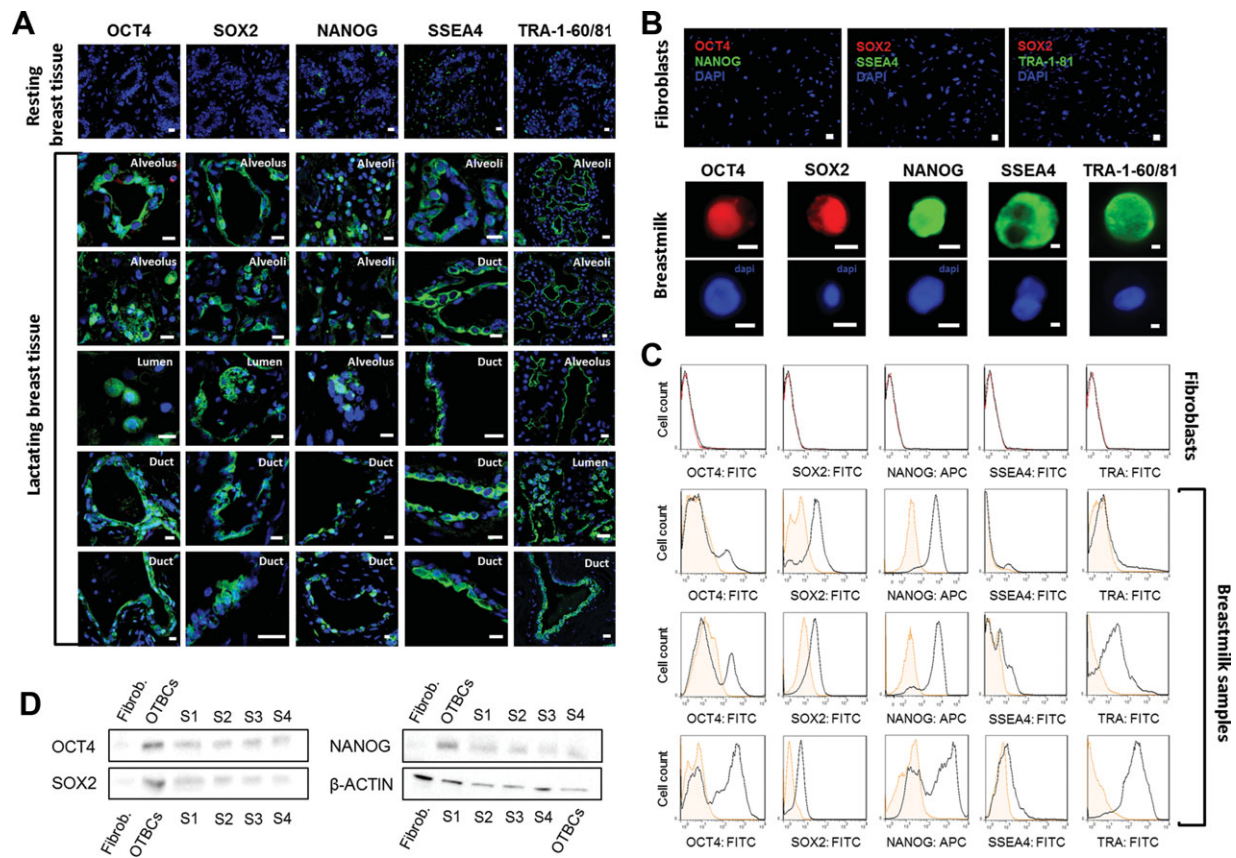 A
OCT4 SOX2 NANOG SSEA4 TRA-1-60/81
Resting
breast tissue
Lactating breast tissue
Alveolus Alveolus Alveoli Alveoli Alveoli
Alveolus Alveoli Alveoli Duct Alveoli
Lumen Lumen Alveolus Duct Alveolus
Duct Duct Duct Duct Lumen
Duct Duct Duct Duct Duct
B
Fibroblasts
OCT4 SOX2 SOX2
NANOG SSEA4 TRA-1-81
DAPI DAPI DAPI
OCT4 SOX2 NANOG SSEA4 TRA-1-60/81
Breastmilk
dapi dapi
C
Cell count
Fibroblasts
OCT4: FITC SOX2: FITC NANOG: APC SSEA4: FITC TRA: FITC
Cell count
OCT4: FITC SOX2: FITC NANOG: APC SSEA4: FITC TRA: FITC
Cell count
OCT4: FITC SOX2: FITC NANOG: APC SSEA4: FITC TRA: FITC
Cell count
OCT4: FITC SOX2: FITC NANOG: APC SSEA4: FITC TRA: FITC
Breastmilk samples
D
Fibrob. OTBCs S1 S2 S3 S4
OCT4
SOX2
Fibrob. OTBCs S1 S2 S3 S4
Fibrob. OTBCs S1 S2 S3 S4
NANOG
β-ACTIN
Fibrob. S1 S2 S3 S4 OTBCs